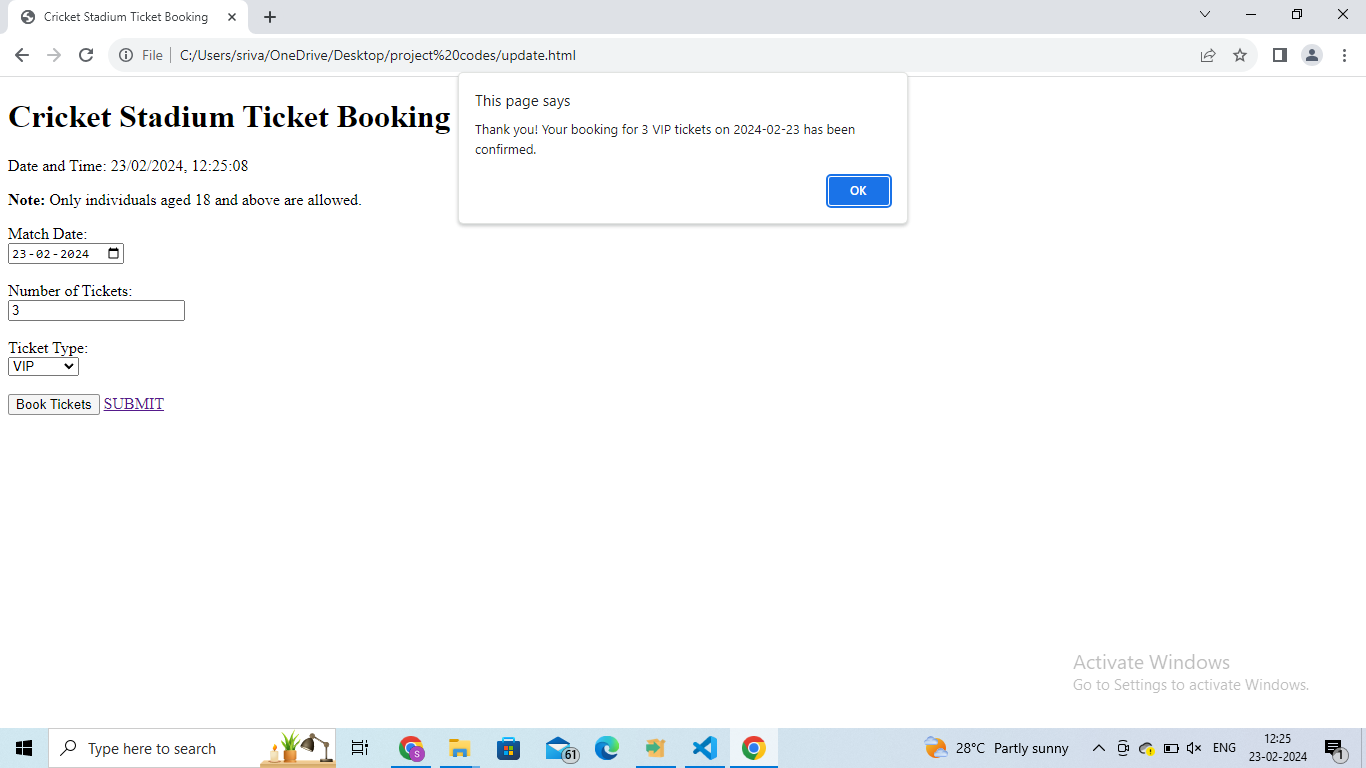 Cricket Stadium Ticket Booking
File
C:/Users/sriva/OneDrive/Desktop/project%20codes/update.html
This page says
Thank you! Your booking for 3 VIP tickets on 2024-02-23 has been
confirmed.
OK
Cricket Stadium Ticket Booking
Date and Time: 23/02/2024, 12:25:08
Note: Only individuals aged 18 and above are allowed.
Match Date:
23-02-2024
Number of Tickets:
3
Ticket Type:
VIP
Book Tickets SUBMIT
Activate Windows
Go to Settings to activate Windows.
Type here to search
S
61
28°C Partly sunny
ENG
12:25
23-02-2024
1